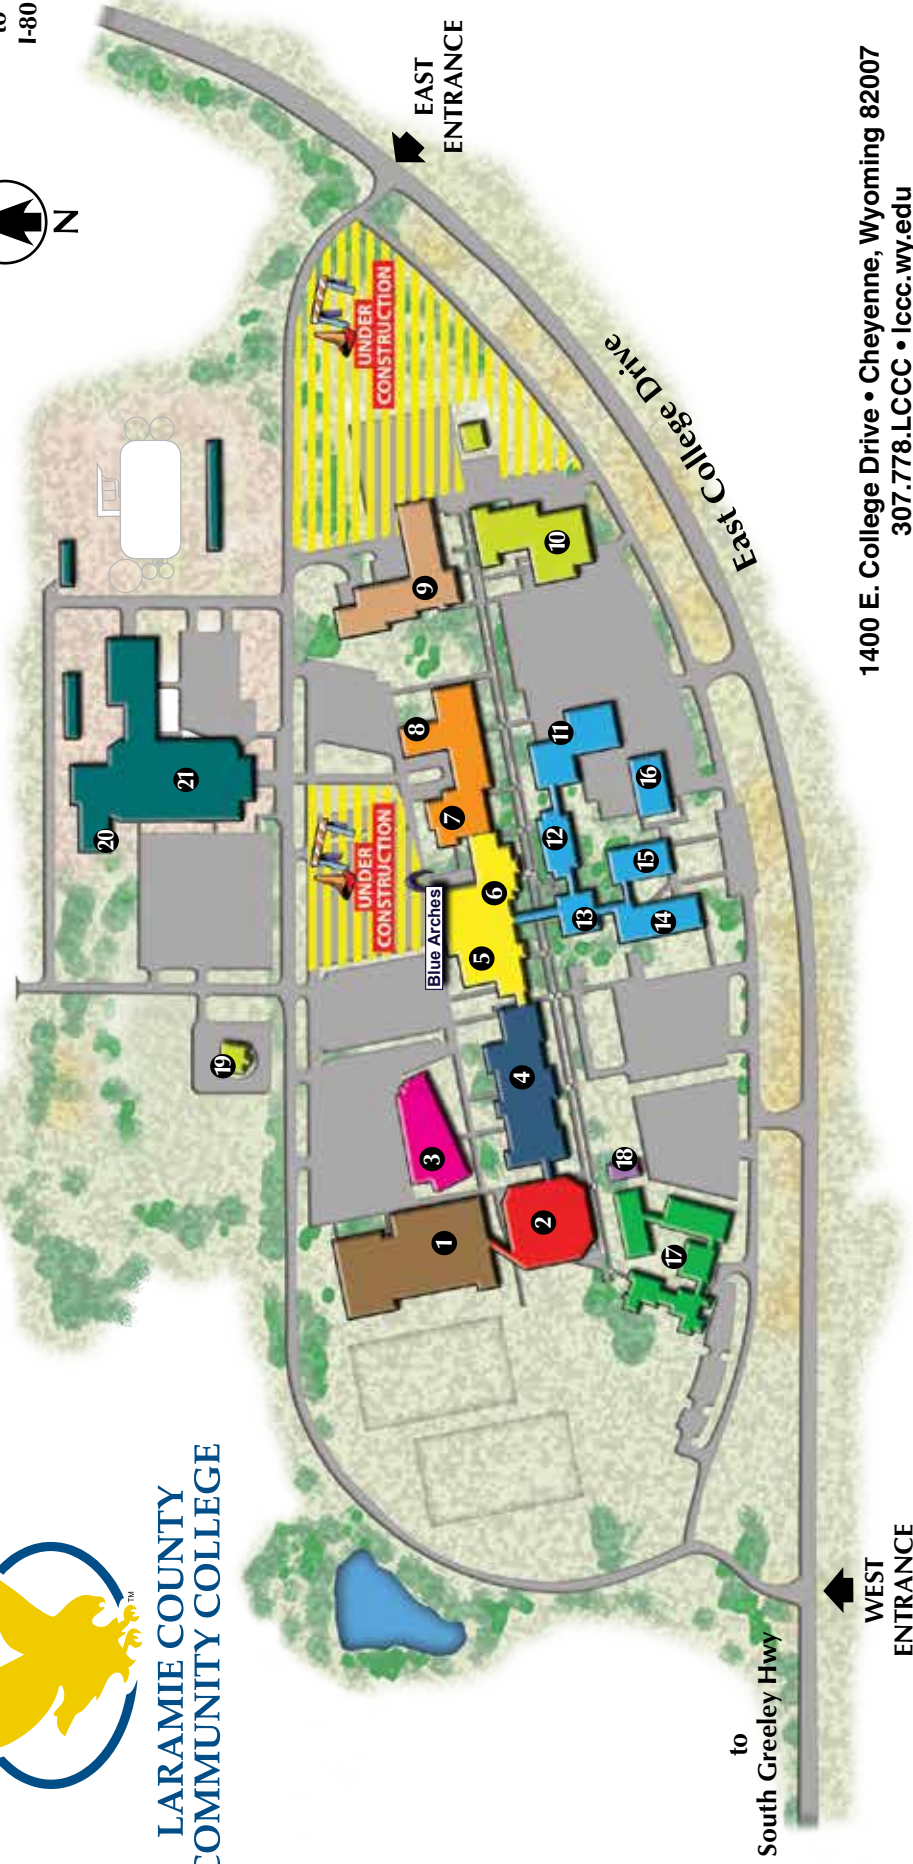 to
I-80
N
EAST
ENTRANCE
UNDER
CONSTRUCTION
East College Drive
1400 E. College Drive • Cheyenne, Wyoming 82007
307.778.LCCC • lccc.wy.edu
UNDER
CONSTRUCTION
Blue Arches
1
2
3
4
5
6
7
8
9
10
11
12
13
14
15
16
17
18
19
20
21
TM
LARAMIE COUNTY
COMMUNITY COLLEGE
WEST
ENTRANCE
to
South Greeley Hwy